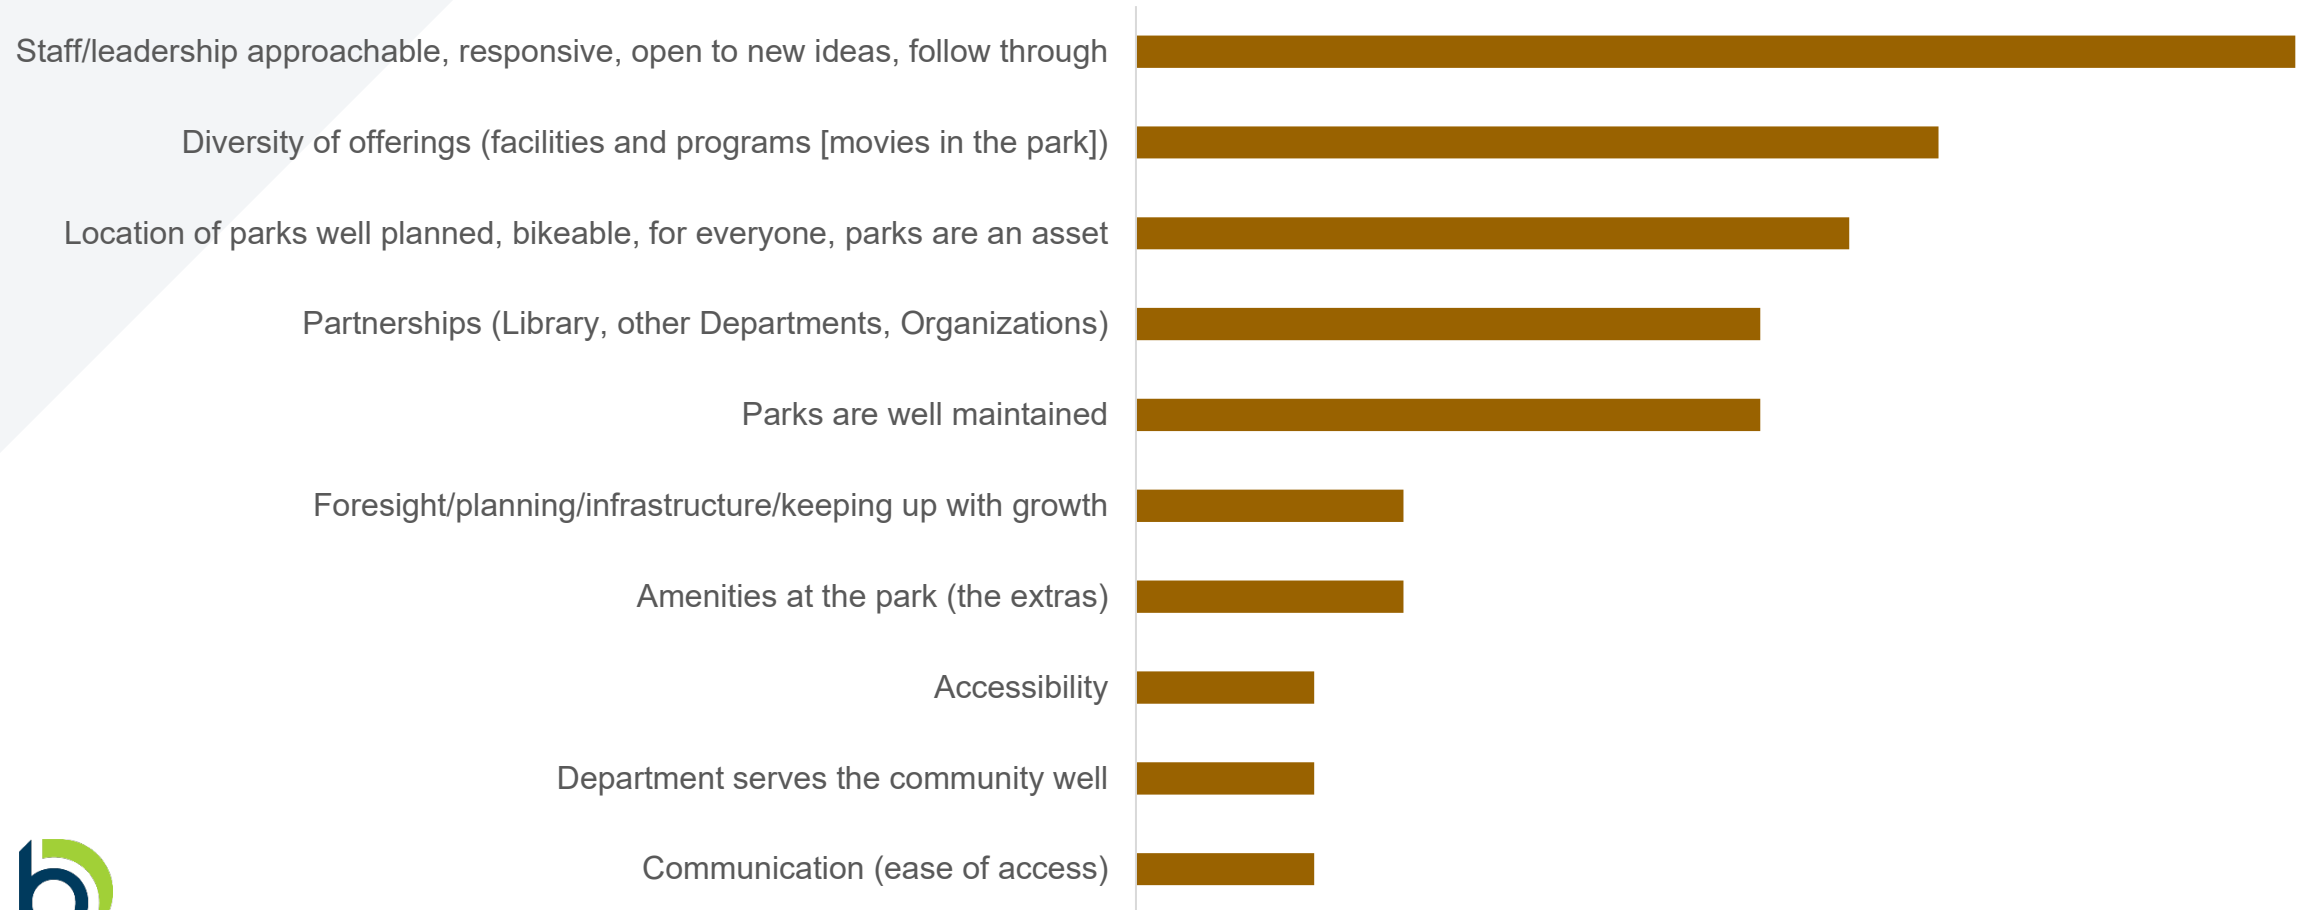 Staff/leadership approachable, responsive, open to new ideas, follow through
Diversity of offerings (facilities and programs [movies in the park])
Location of parks well planned, bikeable, for everyone, parks are an asset
Partnerships (Library, other Departments, Organizations)
Parks are well maintained
Foresight/planning/infrastructure/keeping up with growth
Amenities at the park (the extras)
Accessibility
Department serves the community well
Communication (ease of access)